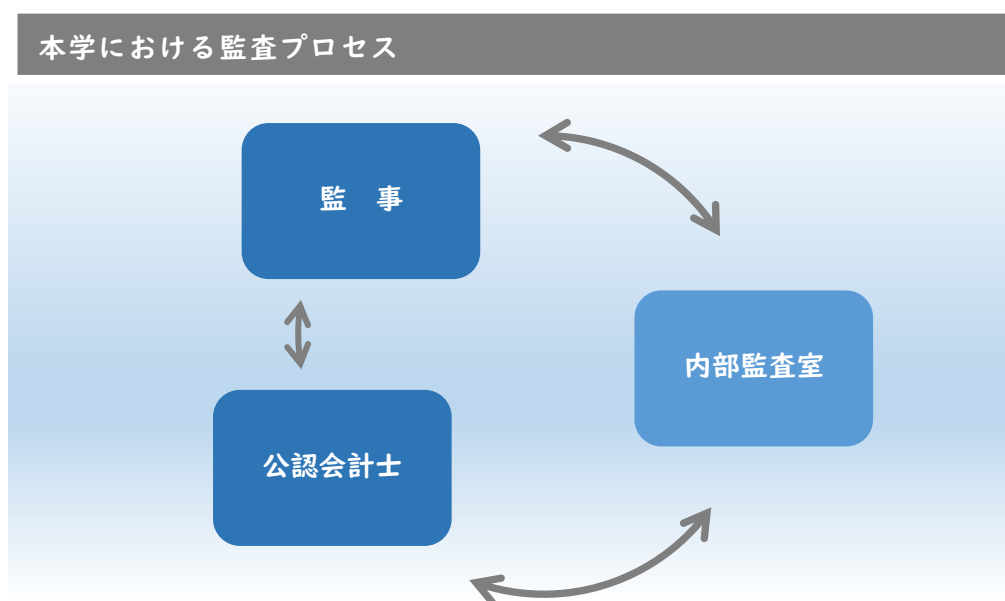 本学における監査プロセス
監　事
内部監査室
公認会計士